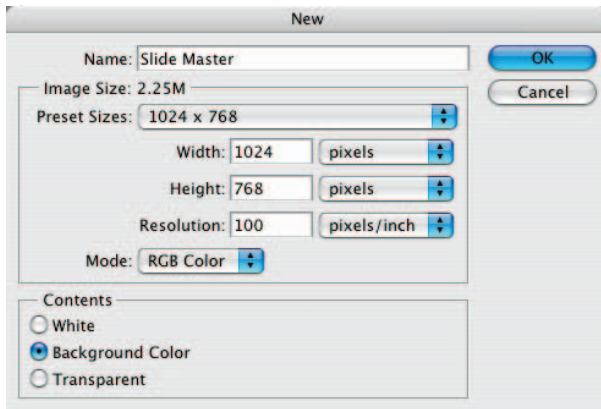 New
Name: Slide Master
OK
Image Size: 2.25M
Cancel
Preset Sizes: 1024 x 768
Width: 1024 pixels
Height: 768 pixels
Resolution: 100 pixels/inch
Mode: RGB Color
Contents
White
Background Color
Transparent